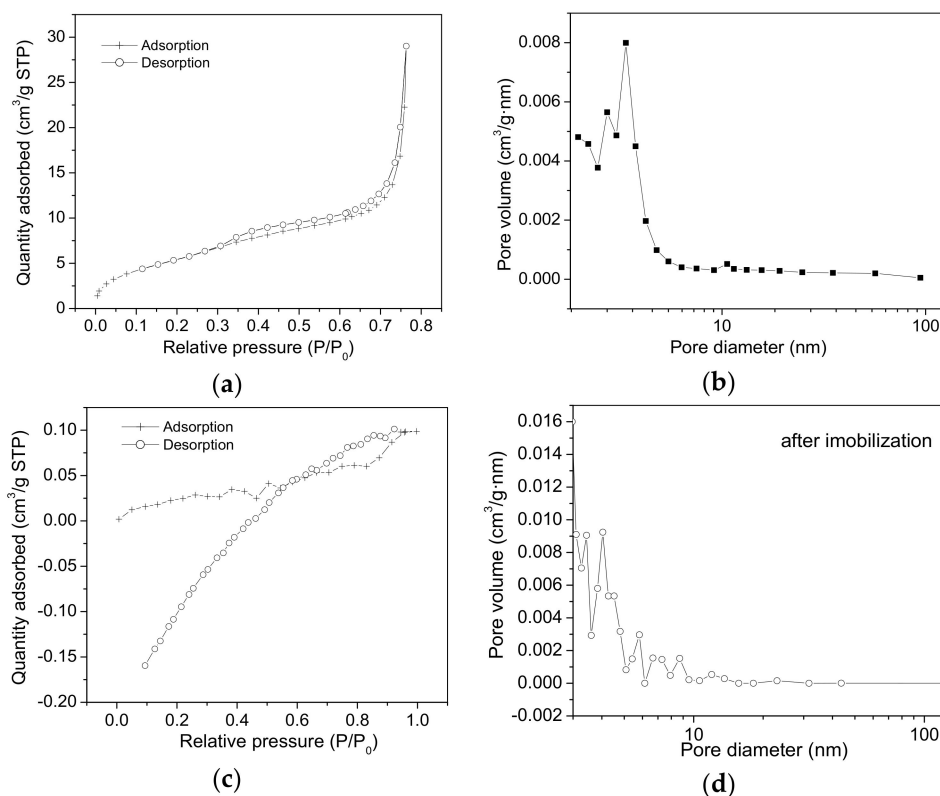 30
25
20
15
10
5
0
Adsorption
Desorption
Quantity adsorbed (cm³/g STP)
0.0 0.1 0.2 0.3 0.4 0.5 0.6 0.7 0.8
Relative pressure (P/P₀)
(a)
0.008
0.006
0.004
0.002
0.000
Pore volume (cm³/g·nm)
10 100
Pore diameter (nm)
(b)
0.10
0.05
0.00
-0.05
-0.10
-0.15
-0.20
Adsorption
Desorption
Quantity adsorbed (cm³/g STP)
0.0 0.2 0.4 0.6 0.8 1.0
Relative pressure (P/P₀)
(c)
0.016
0.014
0.012
0.010
0.008
0.006
0.004
0.002
0.000
-0.002
after imobilization
Pore volume (cm³/g·nm)
10 100
Pore diameter (nm)
(d)